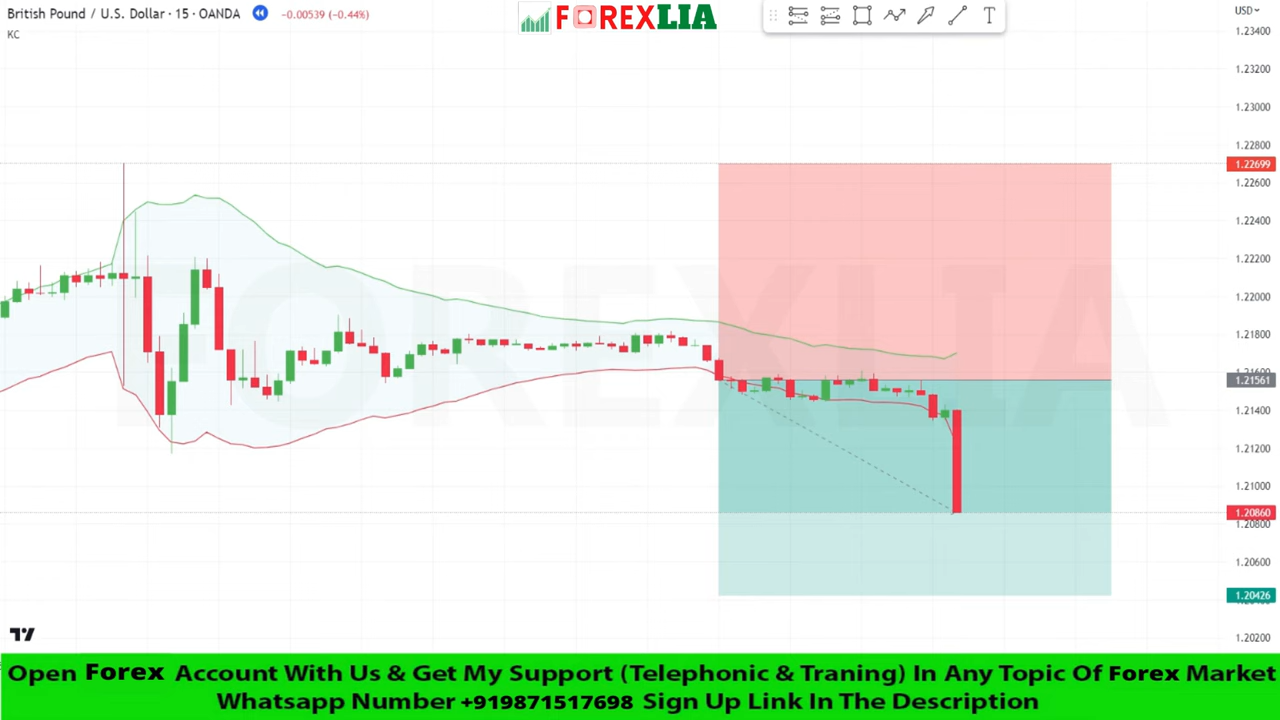 British Pound / U.S. Dollar · 15 · OANDA
-0.00539 (-0.44%)
FOREXLIA
T
USD
KC
1.23400
1.23200
1.23000
1.22800
1.22699
1.22600
1.22400
1.22200
1.22000
1.21800
1.21561
1.21400
1.21200
1.21000
1.20860
1.20800
1.20600
1.20426
1.20200
FOREXLIA
Open Forex Account With Us & Get My Support (Telephonic & Traning) In Any Topic Of Forex Market
Whatsapp Number +919871517698 Sign Up Link In The Description